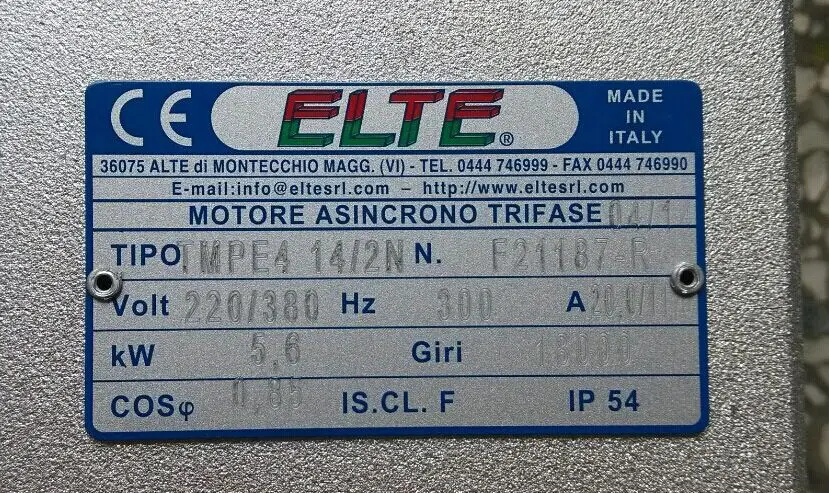 CE ELTE® MADE IN ITALY
36075 ALTE di MONTECCHIO MAGG. (VI) - TEL. 0444 746999 - FAX 0444 746990
E-mail:info@eltesrl.com – http://www.eltesrl.com
MOTORE ASINCRONO TRIFASE
TIPO TMPE4 14/2N N. F21187 R
Volt 220/380 Hz 300 A
kW 5,6 Giri 18000
COSφ 0,85 IS.CL. F IP 54